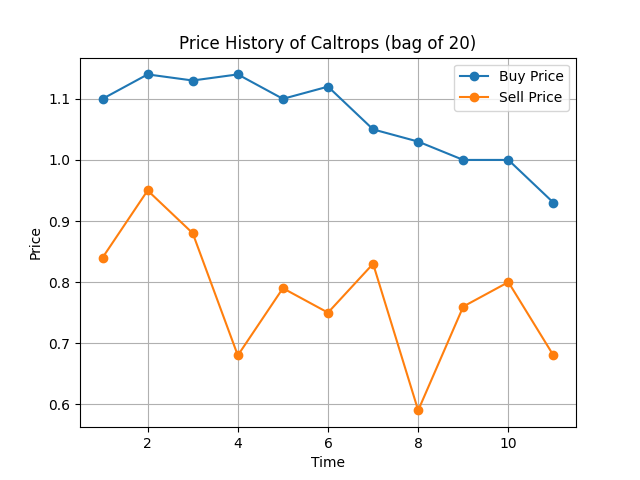 Price History of Caltrops (bag of 20)
Buy Price
Sell Price
1.1
1.0
0.9
0.8
0.7
0.6
Price
2 4 6 8 10
Time